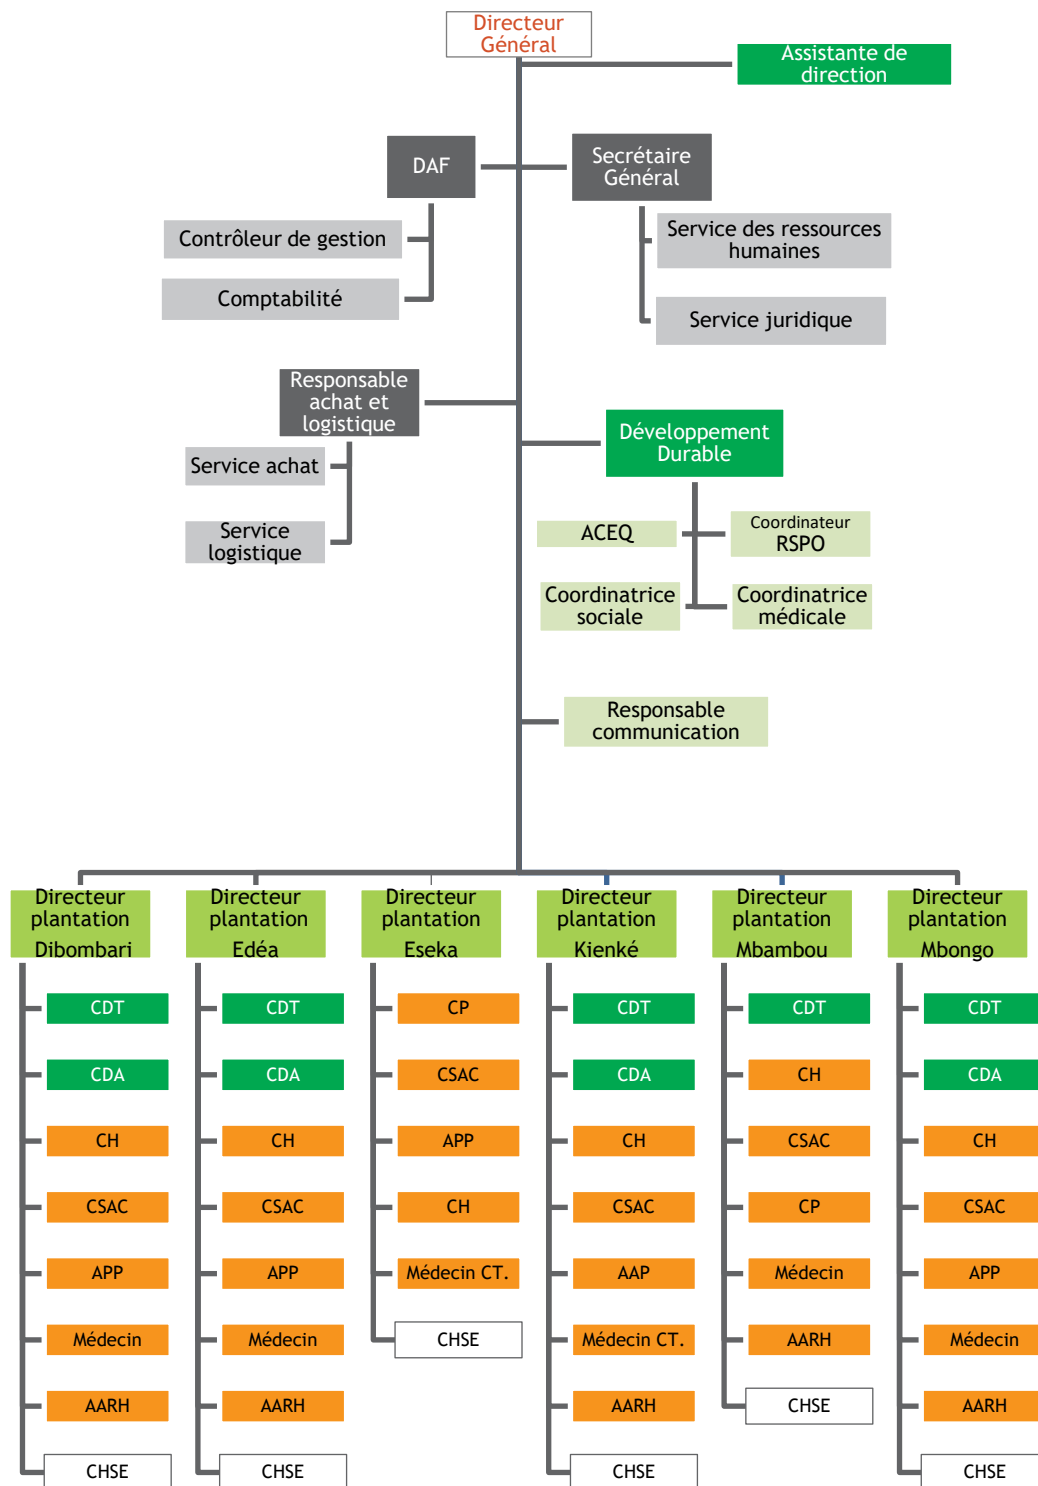 Directeur
Général
Assistante de
direction
DAF
Secrétaire
Général
Contrôleur de gestion
Comptabilité
Service des ressources
humaines
Service juridique
Responsable
achat et
logistique
Service achat
Service
logistique
Développement
Durable
ACEQ
Coordinateur
RSPO
Coordinatrice
sociale
Coordinatrice
médicale
Responsable
communication
Directeur
plantation
Dibombari
CDT
CDA
CH
CSAC
APP
Médecin
AARH
CHSE
Directeur
plantation
Edéa
CDT
CDA
CH
CSAC
APP
Médecin
AARH
CHSE
Directeur
plantation
Eseka
CP
CSAC
APP
CH
Médecin CT.
CHSE
Directeur
plantation
Kienké
CDT
CDA
CH
CSAC
AAP
Médecin CT.
AARH
CHSE
Directeur
plantation
Mbambou
CDT
CH
CSAC
CP
Médecin
AARH
CHSE
Directeur
plantation
Mbongo
CDT
CDA
CH
CSAC
APP
Médecin
AARH
CHSE